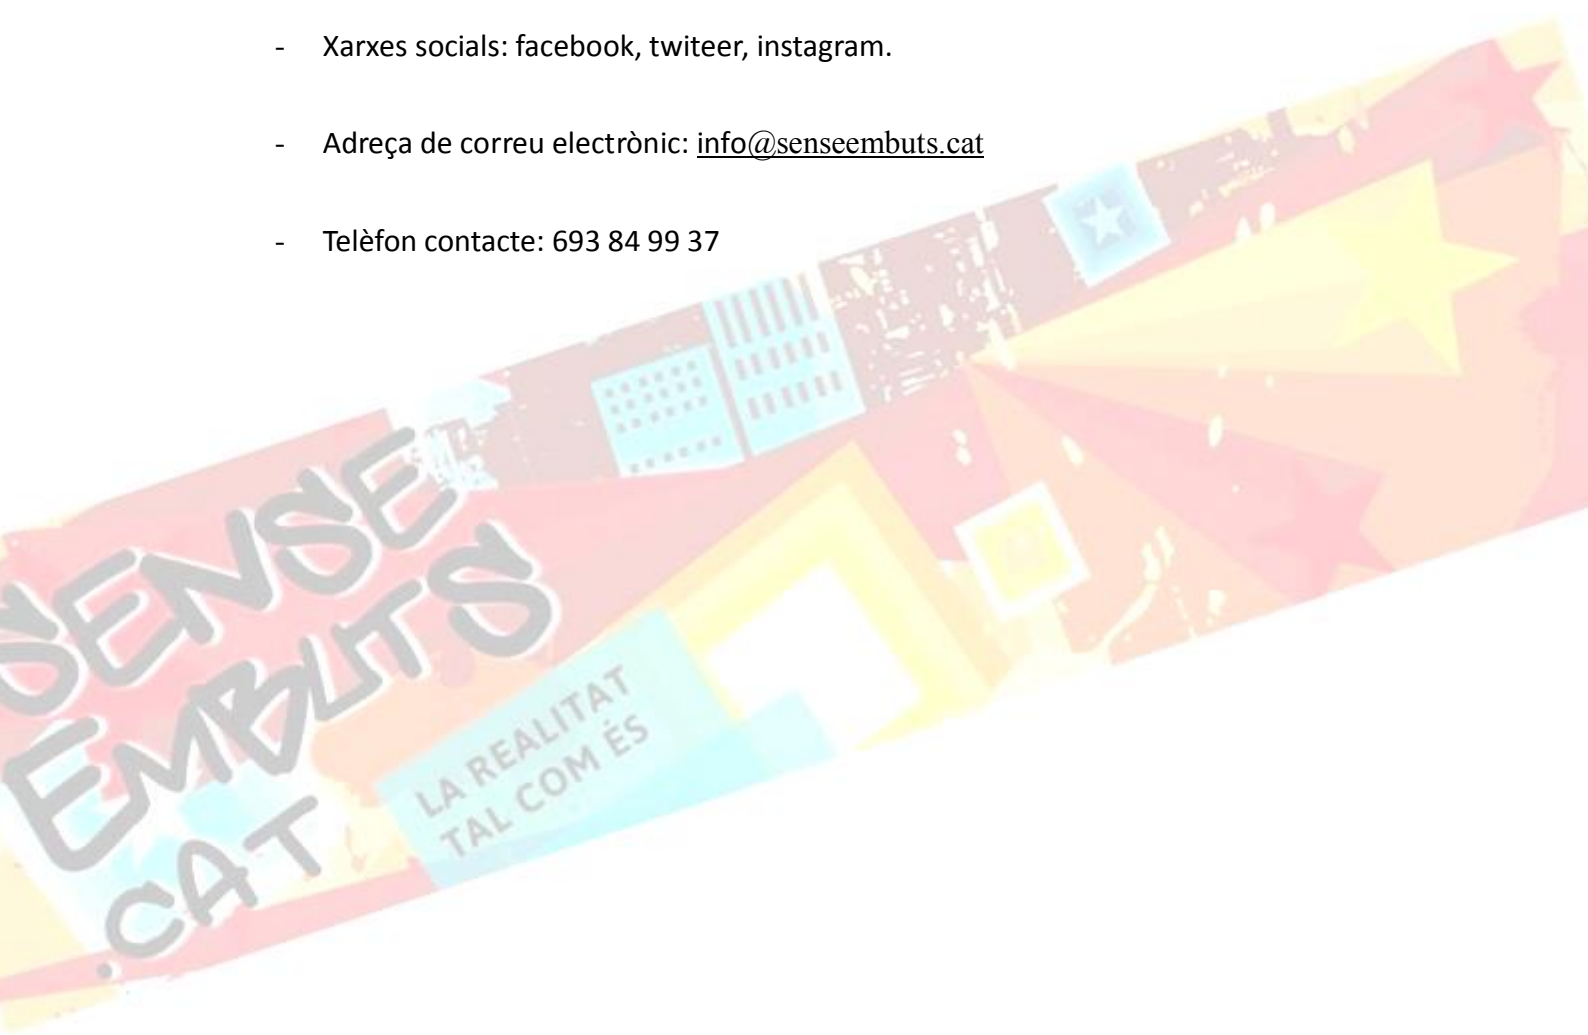 - Xarxes socials: facebook, twiteer, instagram.
- Adreça de correu electrònic: info@senseembuts.cat
- Telèfon contacte: 693 84 99 37
SENSE
EMBUTS
.CAT
LA REALITAT
TAL COM ÉS